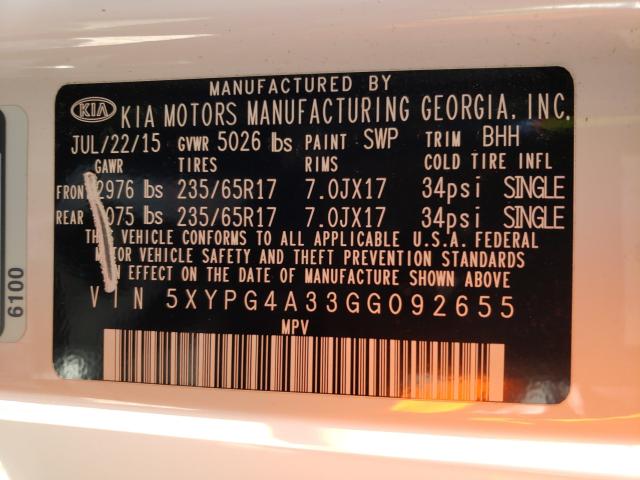 MANUFACTURED BY
KIA KIA MOTORS MANUFACTURING GEORGIA, INC.
JUL/22/15 GVWR 5026 lbs PAINT SWP TRIM BHH
GAWR TIRES RIMS COLD TIRE INFL
FRONT 2976 lbs 235/65R17 7.0JX17 34psi SINGLE
REAR lbs 235/65R17 7.0JX17 34psi SINGLE
THIS VEHICLE CONFORMS TO ALL APPLICABLE U.S.A. FEDERAL
MOTOR VEHICLE SAFETY AND THEFT PREVENTION STANDARDS
IN EFFECT ON THE DATE OF MANUFACTURE SHOWN ABOVE.
VIN 5XYPG4A33GG092655
MPV
6100